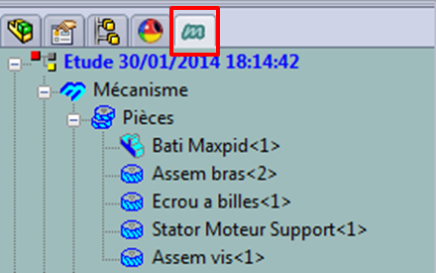 Etude 30/01/2014 18:14:42
Mécanisme
Pièces
Bati Maxpid<1>
Assem bras<2>
Ecrou a billes<1>
Stator Moteur Support<1>
Assem vis<1>